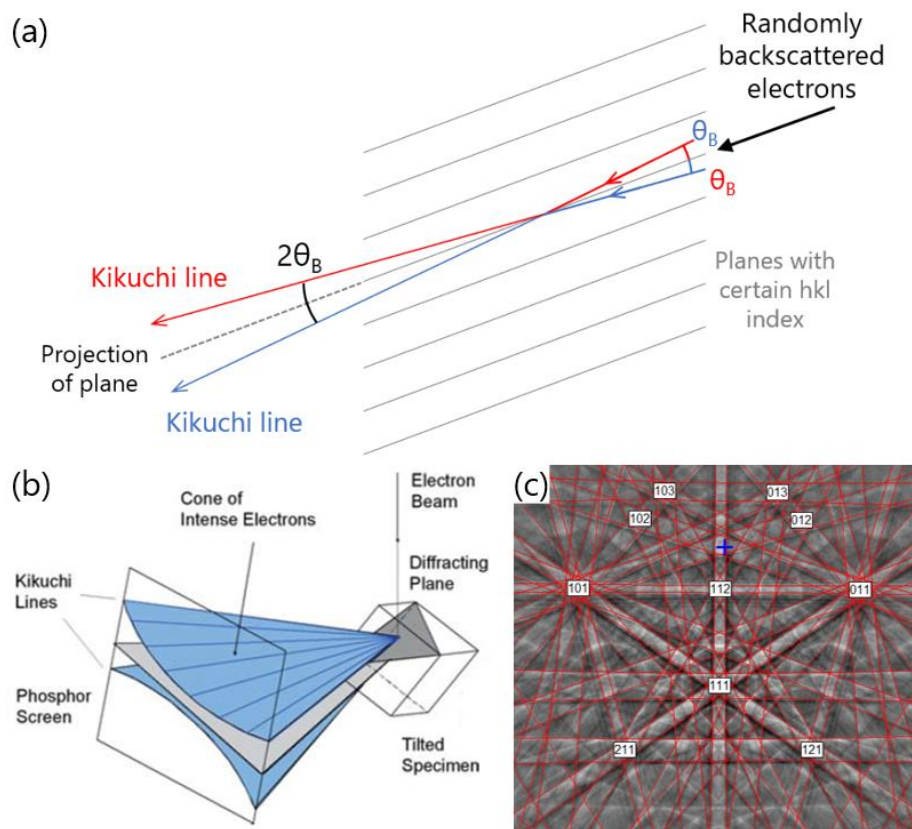 (a)
Randomly
backscattered
electrons
θB
θB
2θB
Kikuchi line
Planes with
certain hkl
index
Projection
of plane
Kikuchi line
(b)
Cone of
Intense Electrons
Electron
Beam
Diffracting
Plane
Kikuchi
Lines
Phosphor
Screen
Tilted
Specimen
(c)
103
013
102
012
101
112
011
111
211
121